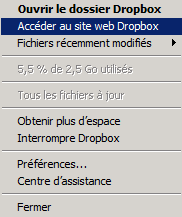 Ouvrir le dossier Dropbox
Accéder au site web Dropbox
Fichiers récemment modifiés
5,5 % de 2,5 Go utilisés
Tous les fichiers à jour
Obtenir plus d'espace
Interrompre Dropbox
Préférences...
Centre d'assistance
Fermer